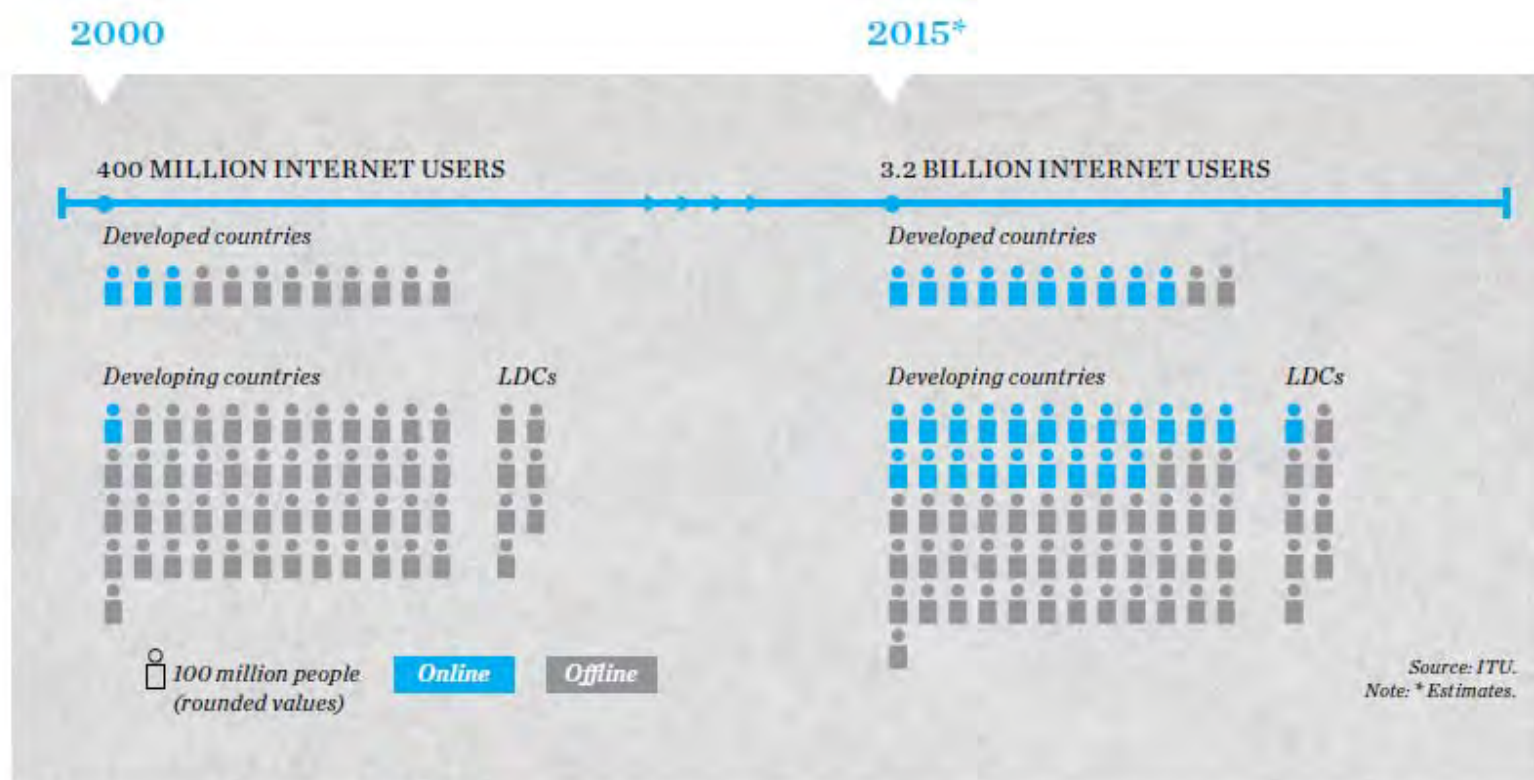 2000
2015*
400 MILLION INTERNET USERS
3.2 BILLION INTERNET USERS
Developed countries
Developed countries
Developing countries
LDCs
Developing countries
LDCs
100 million people
(rounded values)
Online
Offline
Source: ITU.
Note: * Estimates.